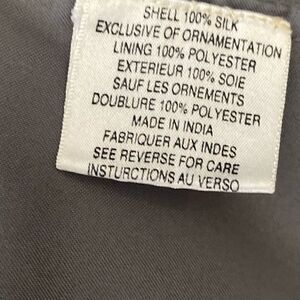 SHELL 100% SILK
EXCLUSIVE OF ORNAMENTATION
LINING 100% POLYESTER
EXTERIEUR 100% SOIE
SAUF LES ORNEMENTS
DOUBLURE 100% POLYESTER
MADE IN INDIA
FABRIQUER AUX INDES
SEE REVERSE FOR CARE
INSTURCTIONS AU VERSO